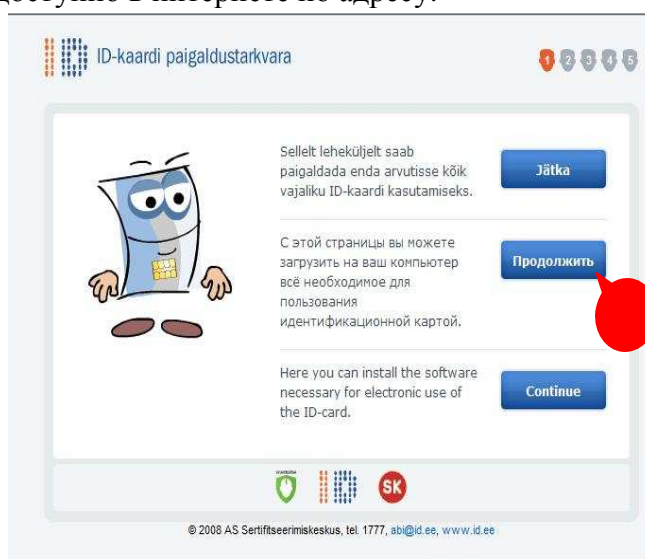 доступно в интернете по адресу:
ID-kaardi paigaldustarkvara
1 2 3 4 5
Sellelt leheküljelt saab
paigaldada enda arvutisse kõik
vajaliku ID-kaardi kasutamiseks.
Jätka
С этой страницы вы можете
загрузить на ваш компьютер
всё необходимое для
пользования
идентификационной картой.
Продолжить
Here you can install the software
necessary for electronic use of
the ID-card.
Continue
SK
© 2008 AS Sertifitseerimiskeskus, tel. 1777, abi@id.ee, www.id.ee